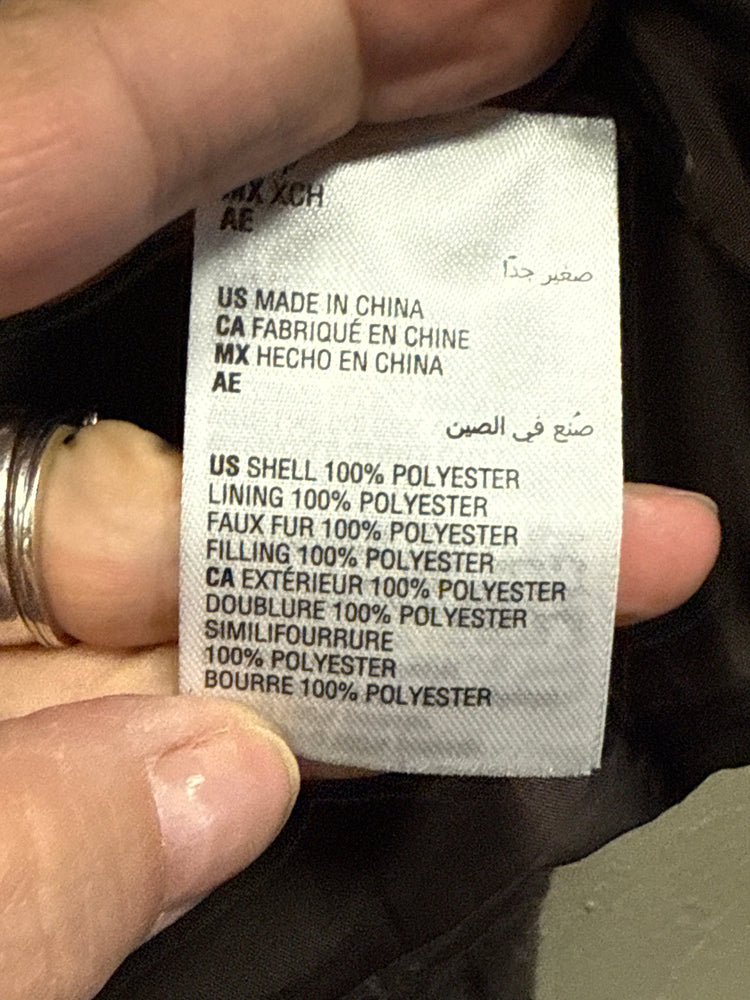 MX XCH
AE
صغير جدًا
US MADE IN CHINA
CA FABRIQUÉ EN CHINE
MX HECHO EN CHINA
AE
صُنع في الصين
US SHELL 100% POLYESTER
LINING 100% POLYESTER
FAUX FUR 100% POLYESTER
FILLING 100% POLYESTER
CA EXTÉRIEUR 100% POLYESTER
DOUBLURE 100% POLYESTER
SIMILIFOURRURE
100% POLYESTER
BOURRE 100% POLYESTER